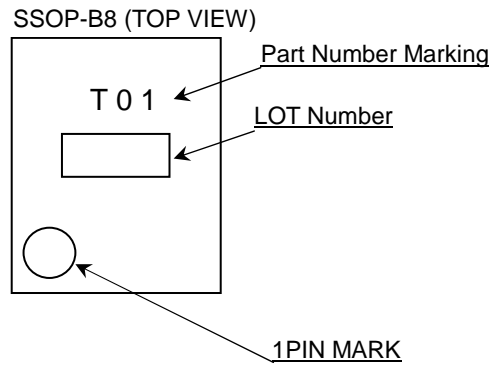 SSOP-B8 (TOP VIEW)
Part Number Marking
T 0 1
LOT Number
1PIN MARK